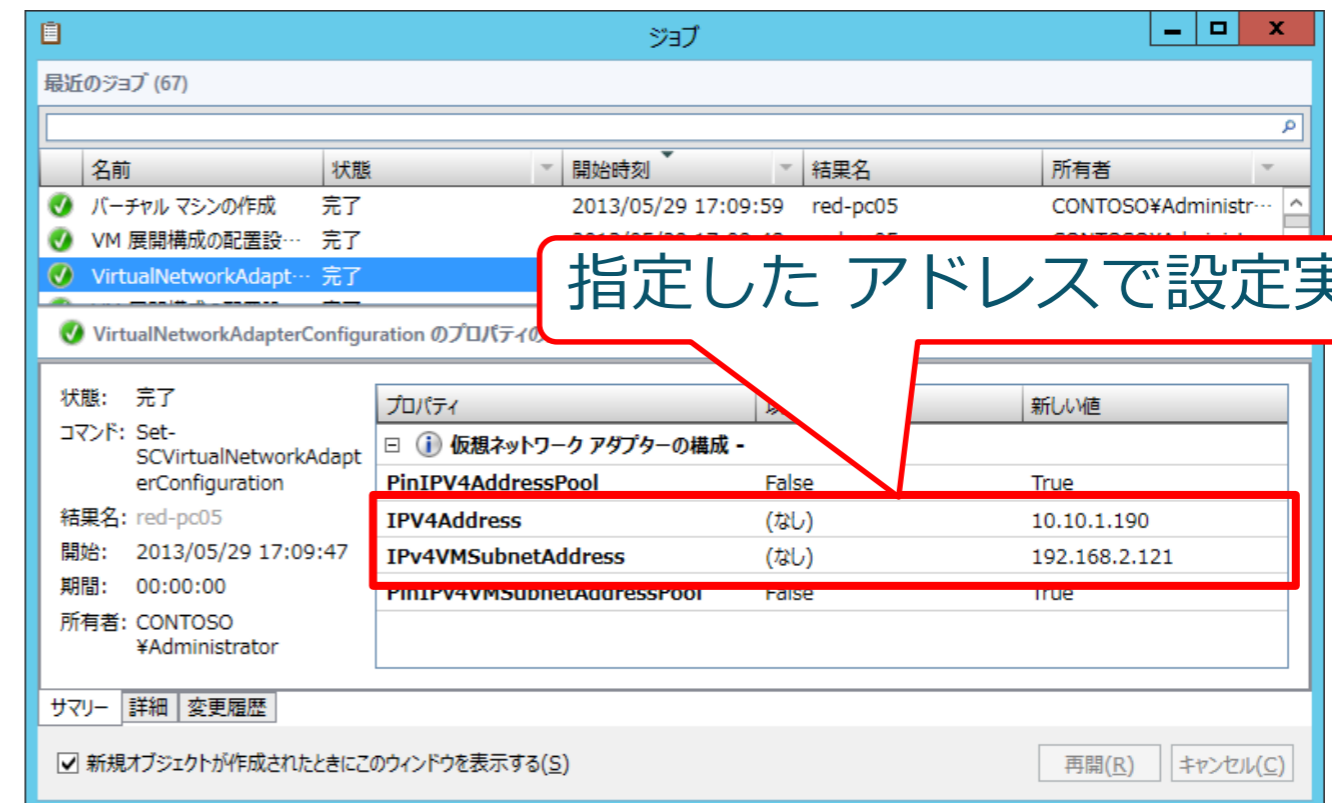 ジョブ
最近のジョブ (67)
名前 状態 開始時刻 結果名 所有者
バーチャル マシンの作成 完了 2013/05/29 17:09:59 red-pc05 CONTOSO¥Administr…
VM 展開構成の配置設… 完了
VirtualNetworkAdapt… 完了
指定した アドレスで設定実
VirtualNetworkAdapterConfiguration のプロパティの
状態: 完了
コマンド: Set-
SCVirtualNetworkAdapt
erConfiguration
結果名: red-pc05
開始: 2013/05/29 17:09:47
期間: 00:00:00
所有者: CONTOSO
¥Administrator
プロパティ 新しい値
仮想ネットワーク アダプターの構成 -
PinIPV4AddressPool False True
IPV4Address (なし) 10.10.1.190
IPv4VMSubnetAddress (なし) 192.168.2.121
PinIPv4VMSubnetAddressPool False True
サマリー 詳細 変更履歴
新規オブジェクトが作成されたときにこのウィンドウを表示する(S)
再開(R) キャンセル(C)